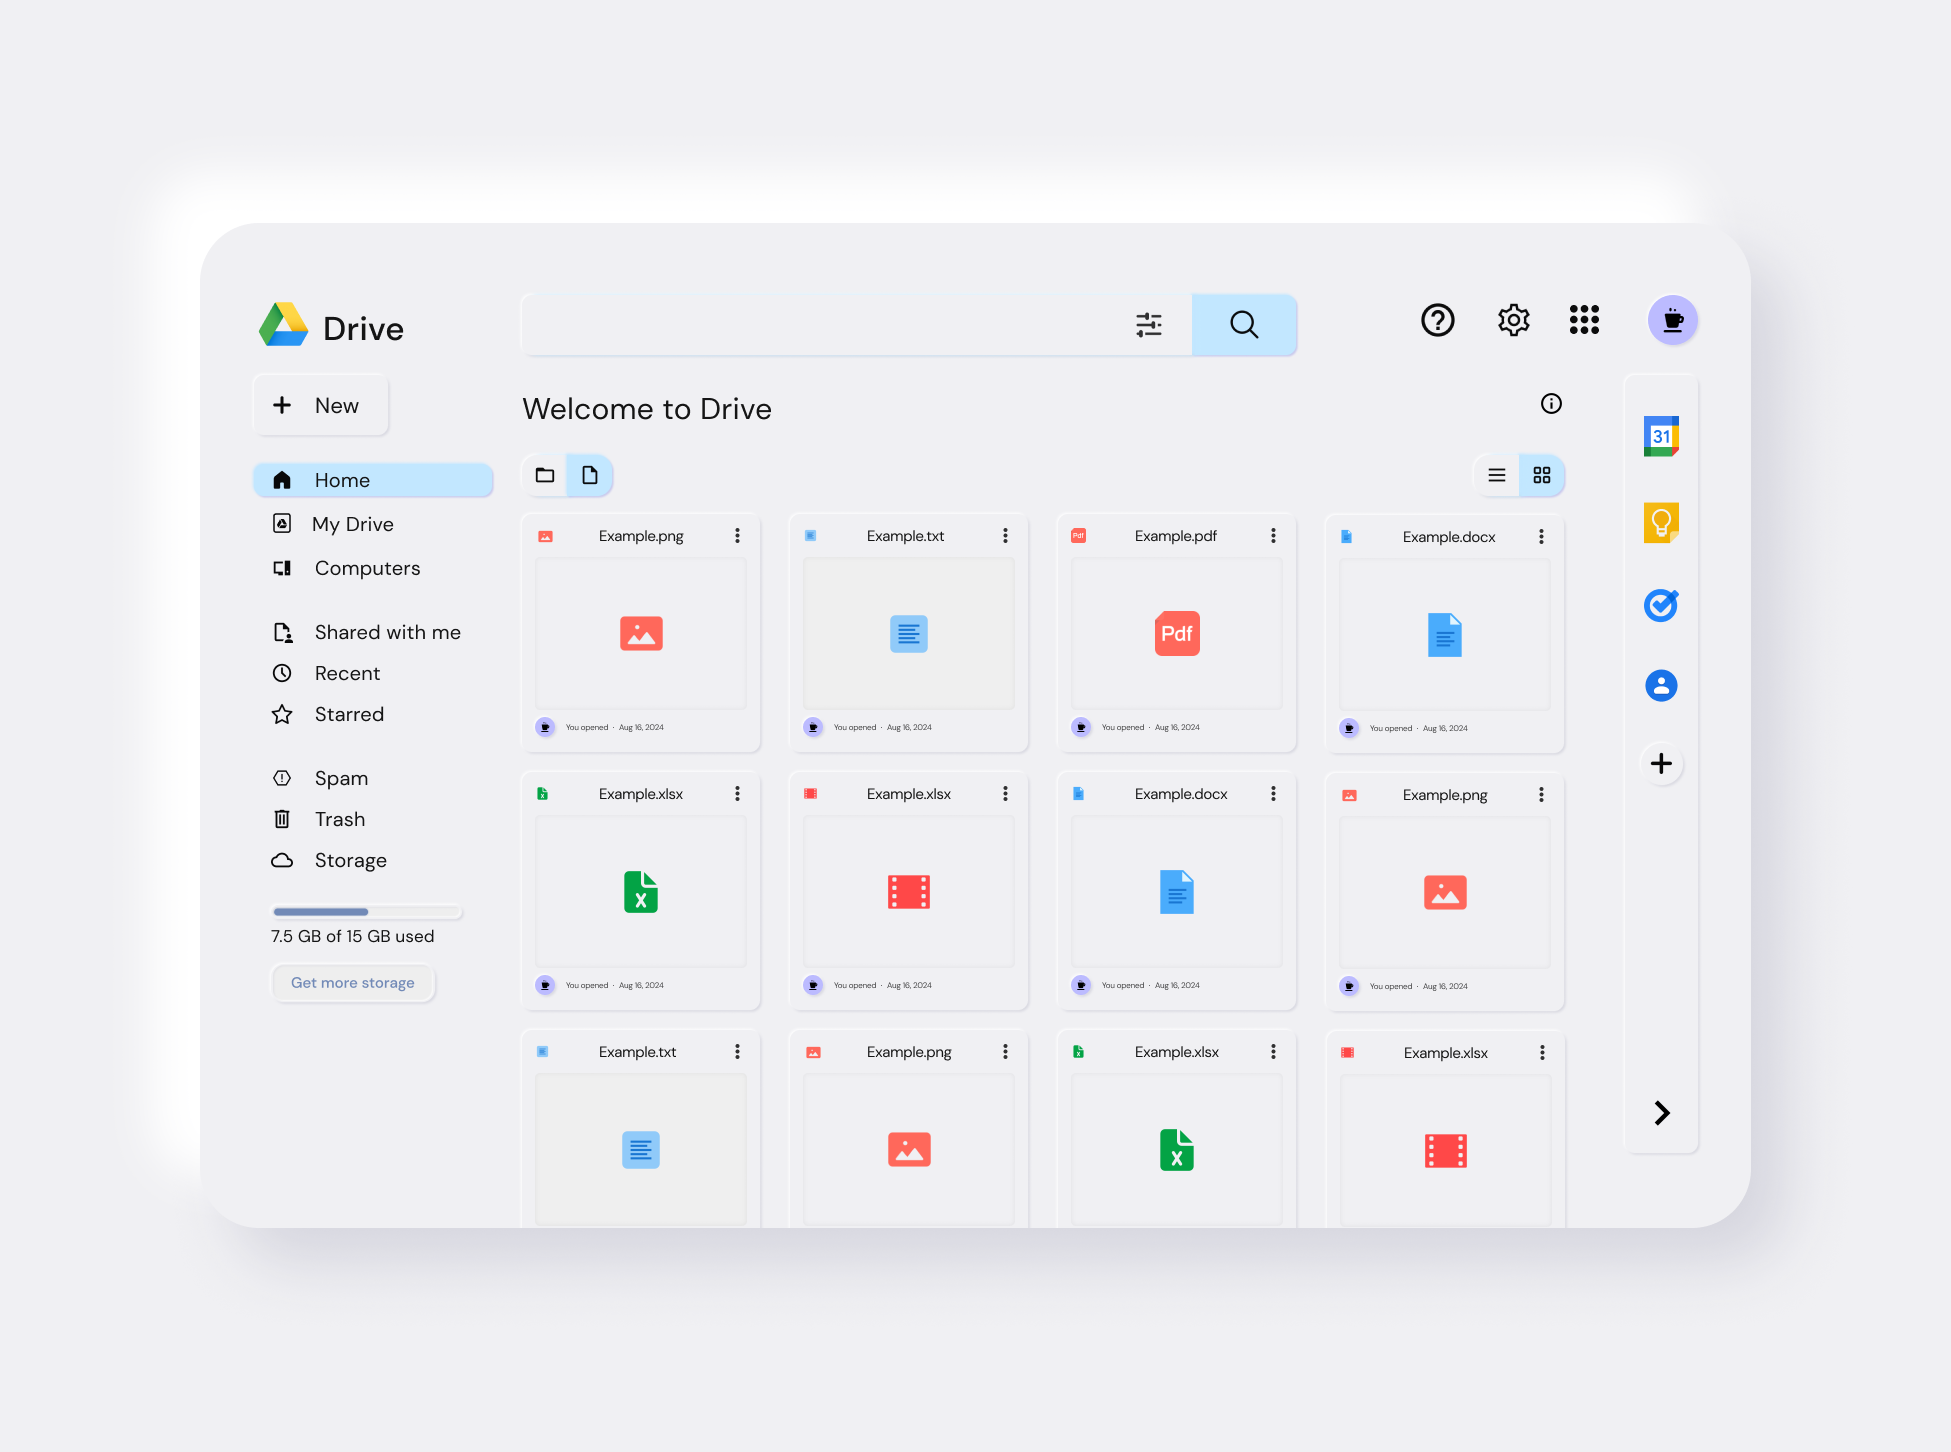 Drive
New
Home
My Drive
Computers
Shared with me
Recent
Starred
Spam
Trash
Storage
7.5 GB of 15 GB used
Get more storage
Welcome to Drive
Example.png
You opened · Aug 16, 2024
Example.txt
You opened · Aug 16, 2024
Example.pdf
Pdf
Pdf
You opened · Aug 16, 2024
Example.docx
You opened · Aug 16, 2024
Example.xlsx
X
X
You opened · Aug 16, 2024
Example.xlsx
You opened · Aug 16, 2024
Example.docx
You opened · Aug 16, 2024
Example.png
You opened · Aug 16, 2024
Example.txt
Example.png
Example.xlsx
X
X
Example.xlsx
31